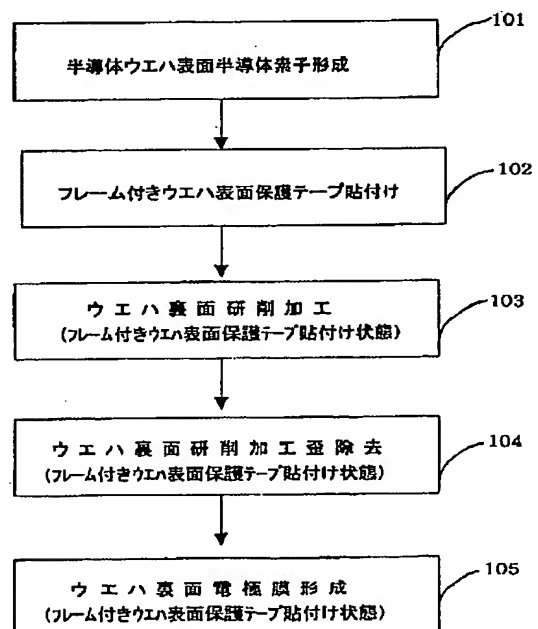 101
半導体ウエハ表面半導体素子形成
102
フレーム付きウエハ表面保護テープ貼付け
103
ウエハ裏面研削加工
(フレーム付きウエハ表面保護テープ貼付け状態)
104
ウエハ裏面研削加工歪除去
(フレーム付きウエハ表面保護テープ貼付け状態)
105
ウエハ裏面電極膜形成
(フレーム付きウエハ表面保護テープ貼付け状態)